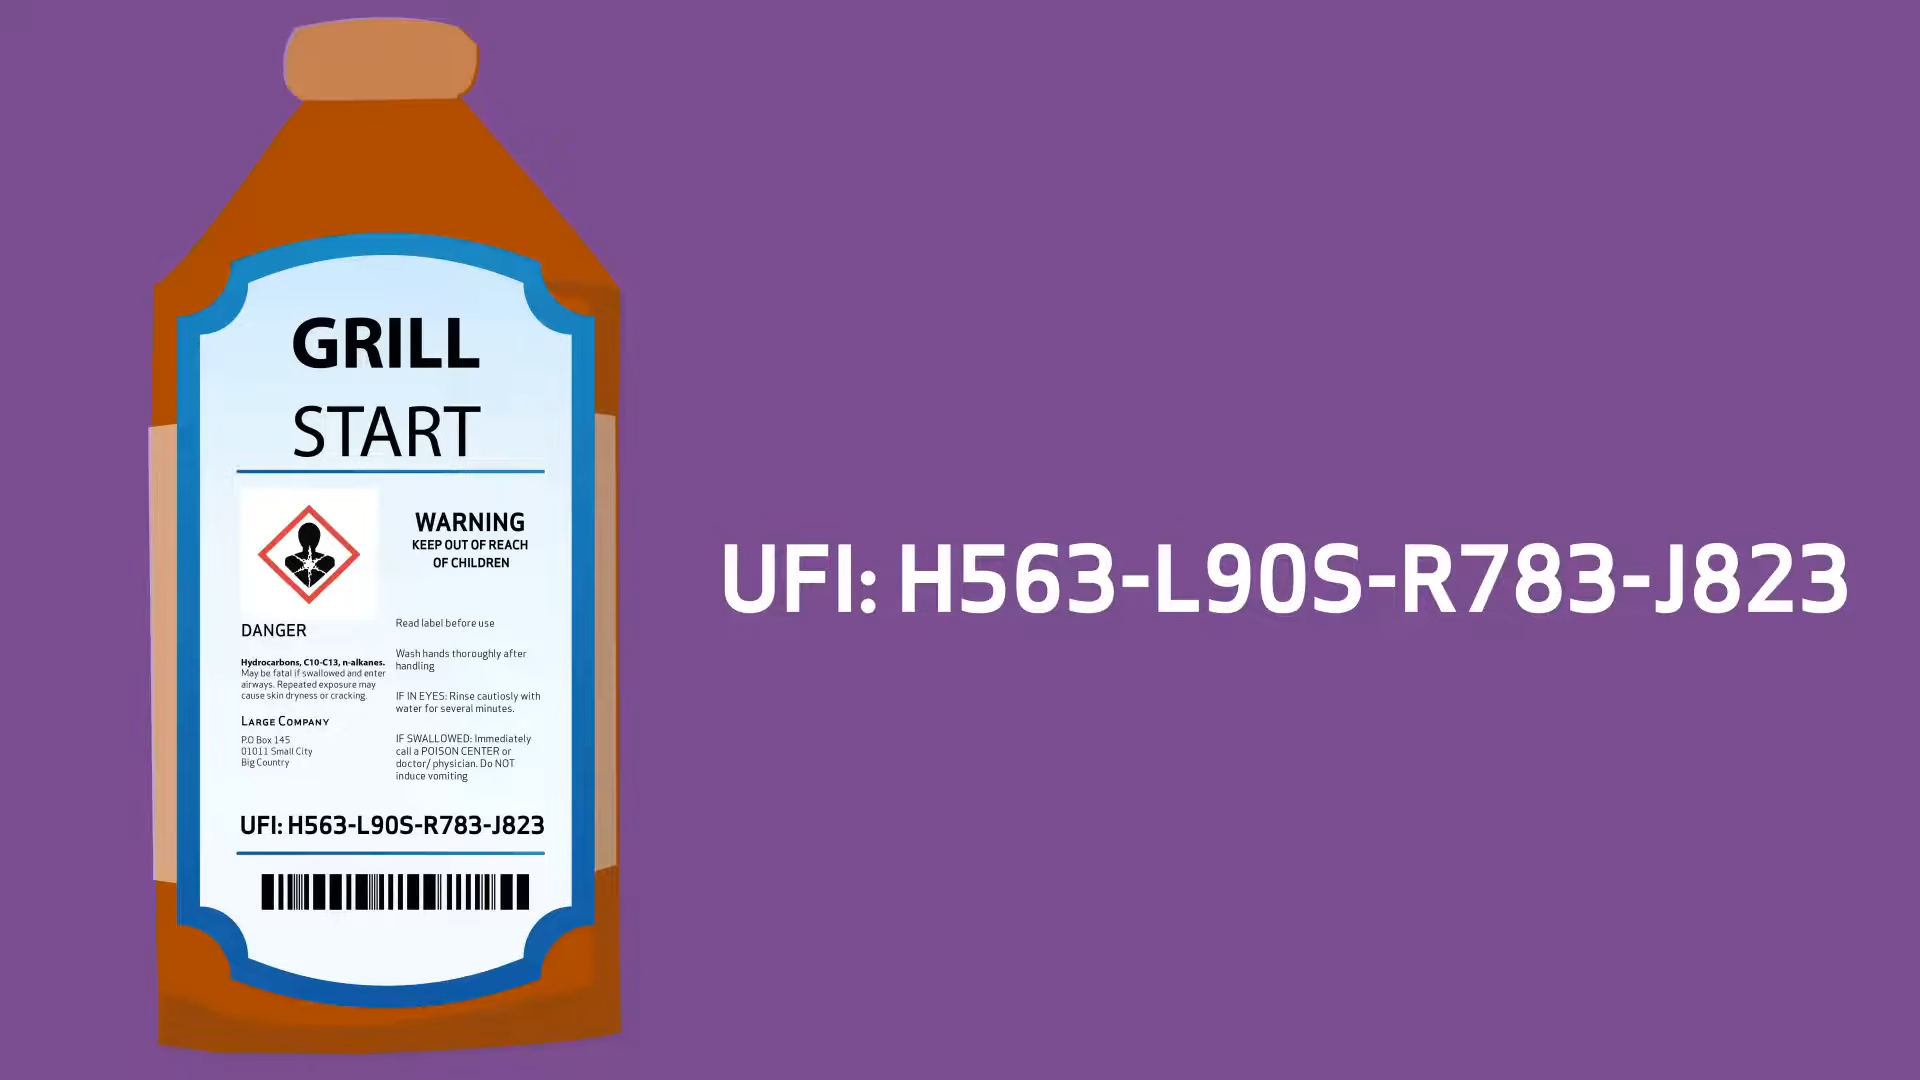 GRILL
START
WARNING
KEEP OUT OF REACH
OF CHILDREN
DANGER
Hydrocarbons, C10-C13, n-alkanes.
May be fatal if swallowed and enter
airways. Repeated exposure may
cause skin dryness or cracking.
LARGE COMPANY
P.O Box 145
01011 Small City
Big Country
Read label before use
Wash hands thoroughly after
handling
IF IN EYES: Rinse cautiosly with
water for several minutes.
IF SWALLOWED: Immediately
call a POISON CENTER or
doctor/ physician. Do NOT
induce vomiting
UFI: H563-L90S-R783-J823
UFI: H563-L90S-R783-J823